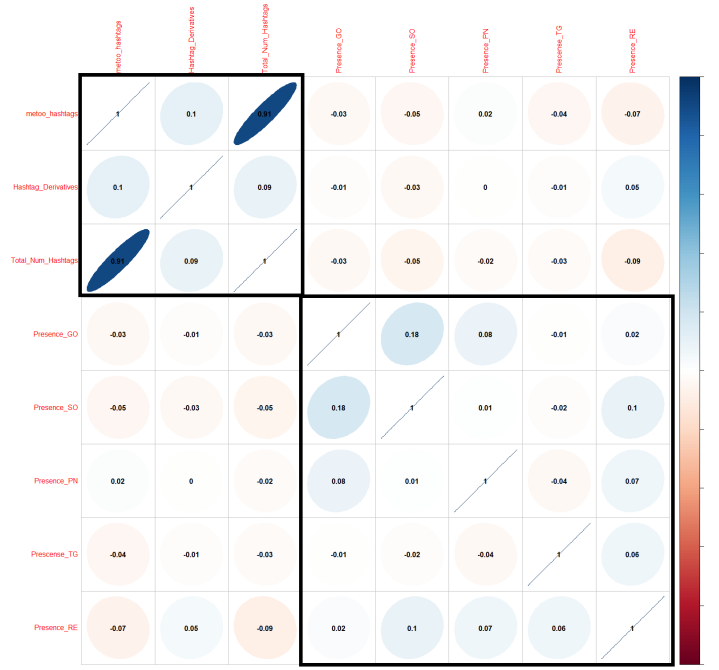 metoo_hashtags Hashtag_Derivatives Total_Num_Hashtags Presence_GO Presence_SO Presence_PN Prescense_TG Presence_RE
metoo_hashtags 1 0.1 0.91 -0.03 -0.05 0.02 -0.04 -0.07
Hashtag_Derivatives 0.1 1 0.09 -0.01 -0.03 0 -0.01 0.05
Total_Num_Hashtags 0.91 0.09 1 -0.03 -0.05 -0.02 -0.03 -0.09
Presence_GO -0.03 -0.01 -0.03 1 0.18 0.08 -0.01 0.02
Presence_SO -0.05 -0.03 -0.05 0.18 1 0.01 -0.02 0.1
Presence_PN 0.02 0 -0.02 0.08 0.01 1 -0.04 0.07
Prescense_TG -0.04 -0.01 -0.03 -0.01 -0.02 -0.04 1 0.06
Presence_RE -0.07 0.05 -0.09 0.02 0.1 0.07 0.06 1